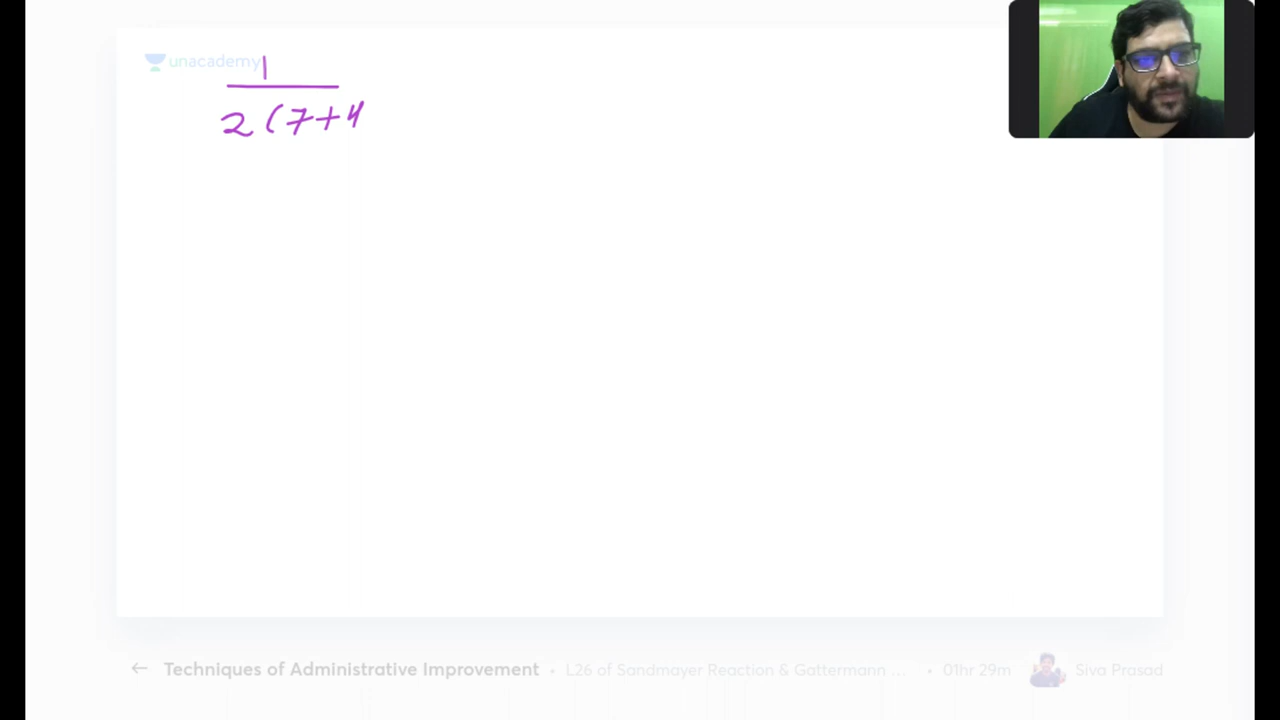 unacademy
1
2 (7+4
← Techniques of Administrative Improvement • L26 of Sandmayer Reaction & Gattermann ... • 01hr 29m Siva Prasad